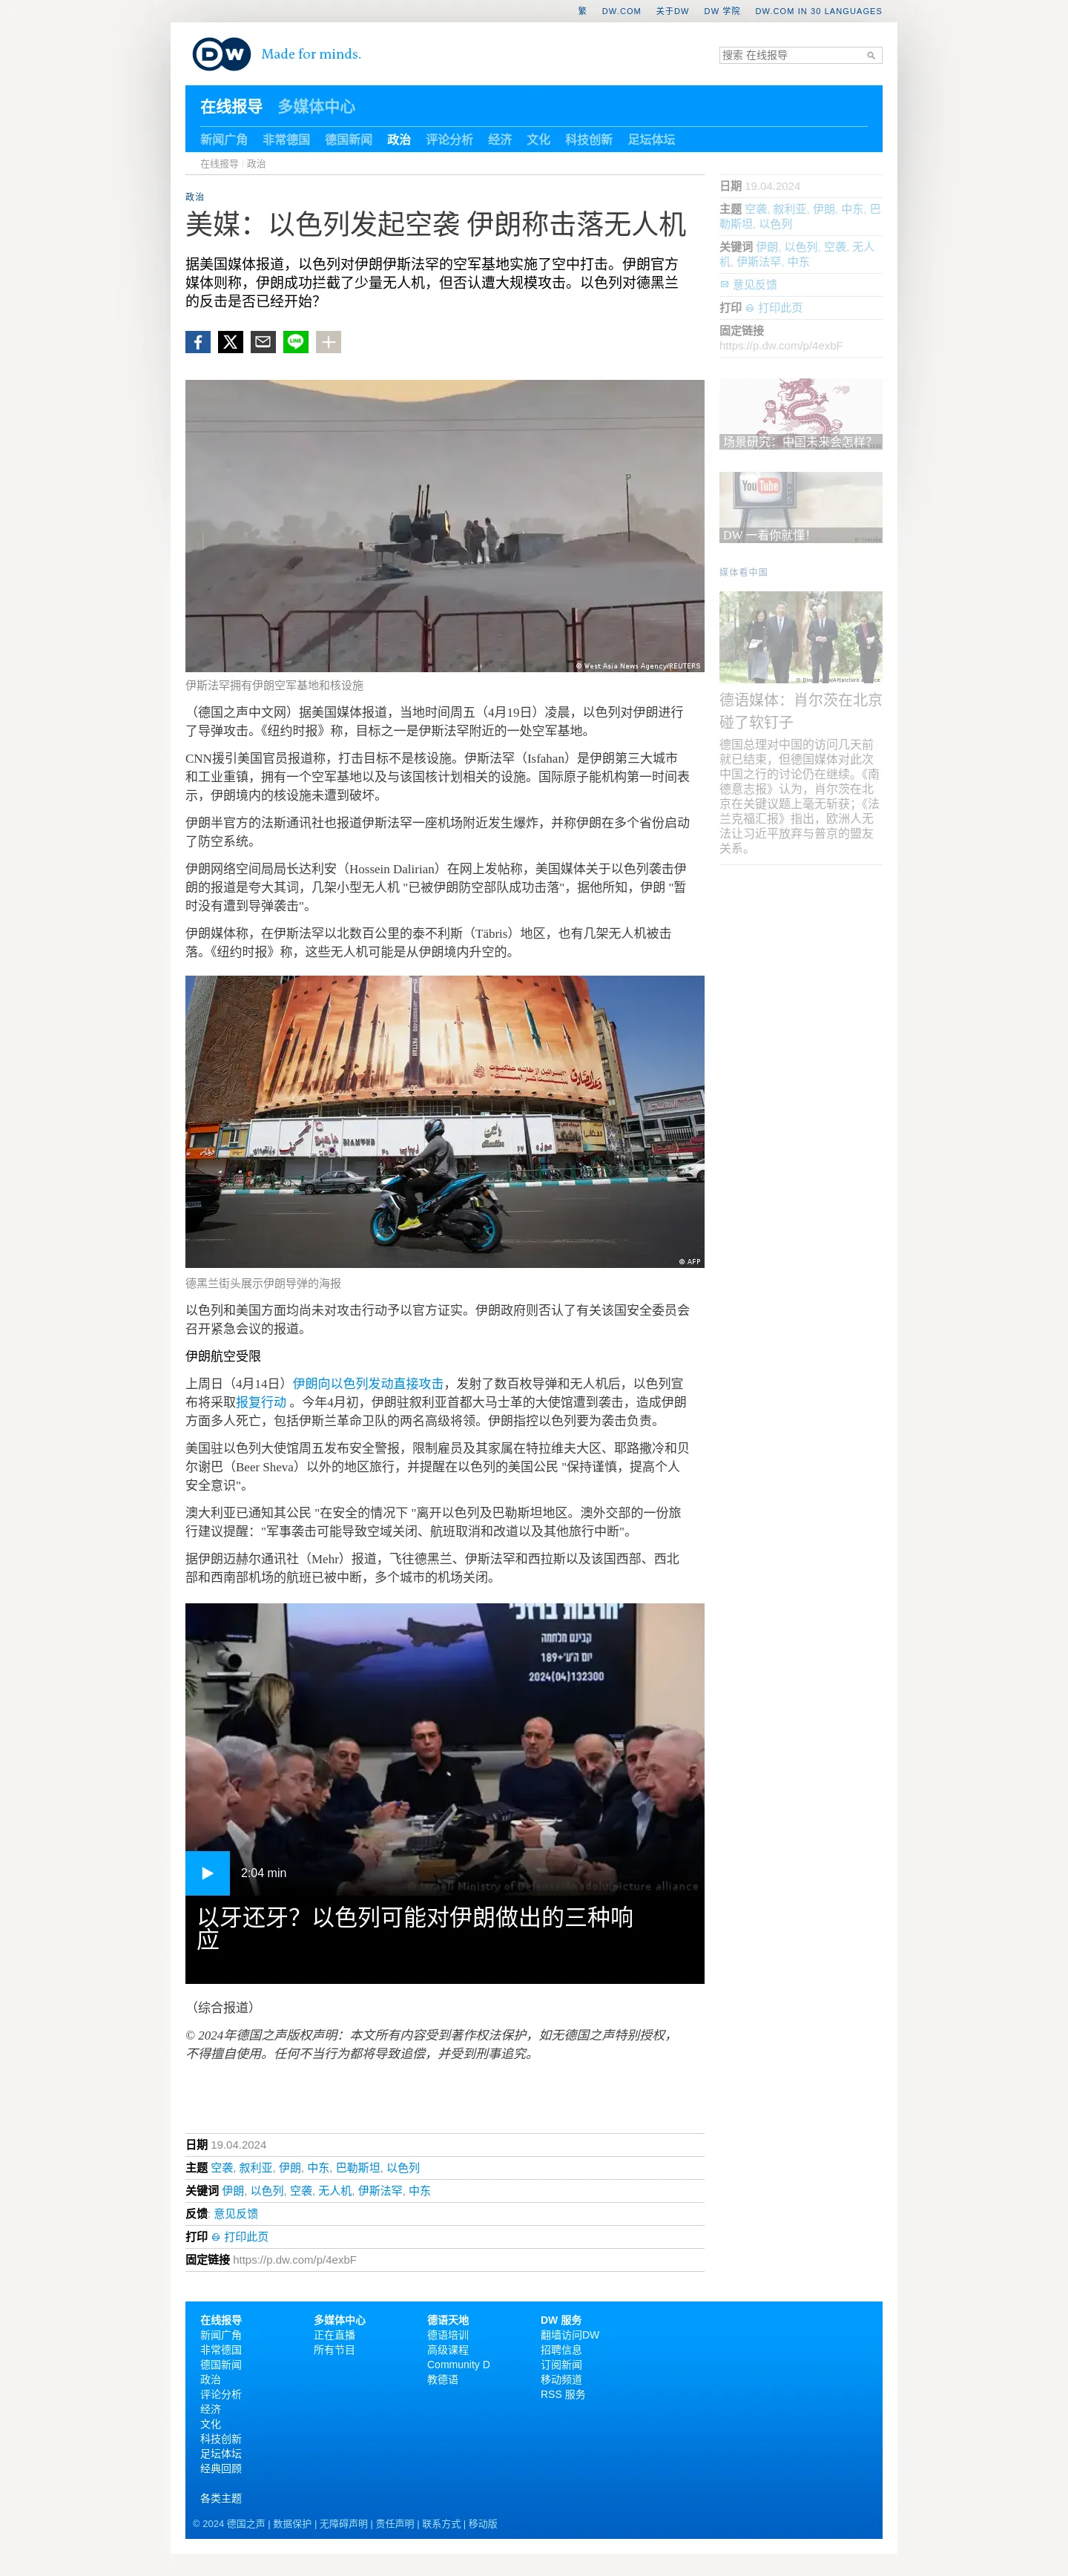 繁 DW.COM 关于DW DW 学院 DW.COM IN 30 LANGUAGES
DW Made for minds.
搜索 在线报导
在线报导 多媒体中心
新闻广角 非常德国 德国新闻 政治 评论分析 经济 文化 科技创新 足坛体坛
在线报导 / 政治
政治
美媒：以色列发起空袭 伊朗称击落无人机
据美国媒体报道，以色列对伊朗伊斯法罕的空军基地实施了空中打击。伊朗官方
媒体则称，伊朗成功拦截了少量无人机，但否认遭大规模攻击。以色列对德黑兰
的反击是否已经开始？
LINE
© West Asia News Agency/REUTERS
伊斯法罕拥有伊朗空军基地和核设施
（德国之声中文网）据美国媒体报道，当地时间周五（4月19日）凌晨，以色列对伊朗进行
了导弹攻击。《纽约时报》称，目标之一是伊斯法罕附近的一处空军基地。
CNN援引美国官员报道称，打击目标不是核设施。伊斯法罕（Isfahan）是伊朗第三大城市
和工业重镇，拥有一个空军基地以及与该国核计划相关的设施。国际原子能机构第一时间表
示，伊朗境内的核设施未遭到破坏。
伊朗半官方的法斯通讯社也报道伊斯法罕一座机场附近发生爆炸，并称伊朗在多个省份启动
了防空系统。
伊朗网络空间局局长达利安（Hossein Dalirian）在网上发帖称，美国媒体关于以色列袭击伊
朗的报道是夸大其词，几架小型无人机 "已被伊朗防空部队成功击落"，据他所知，伊朗 "暂
时没有遭到导弹袭击"。
伊朗媒体称，在伊斯法罕以北数百公里的泰不利斯（Täbris）地区，也有几架无人机被击
落。《纽约时报》称，这些无人机可能是从伊朗境内升空的。
DIAMOND
© AFP
德黑兰街头展示伊朗导弹的海报
以色列和美国方面均尚未对攻击行动予以官方证实。伊朗政府则否认了有关该国安全委员会
召开紧急会议的报道。
伊朗航空受限
上周日（4月14日）伊朗向以色列发动直接攻击，发射了数百枚导弹和无人机后，以色列宣
布将采取报复行动 。今年4月初，伊朗驻叙利亚首都大马士革的大使馆遭到袭击，造成伊朗
方面多人死亡，包括伊斯兰革命卫队的两名高级将领。伊朗指控以色列要为袭击负责。
美国驻以色列大使馆周五发布安全警报，限制雇员及其家属在特拉维夫大区、耶路撒冷和贝
尔谢巴（Beer Sheva）以外的地区旅行，并提醒在以色列的美国公民 "保持谨慎，提高个人
安全意识"。
澳大利亚已通知其公民 "在安全的情况下 "离开以色列及巴勒斯坦地区。澳外交部的一份旅
行建议提醒："军事袭击可能导致空域关闭、航班取消和改道以及其他旅行中断"。
据伊朗迈赫尔通讯社（Mehr）报道，飞往德黑兰、伊斯法罕和西拉斯以及该国西部、西北
部和西南部机场的航班已被中断，多个城市的机场关闭。
קבינט מלחמה
יום ה'ע"י+189
2024(04)132300
2:04 min
© Israeli Ministry of Defense/Anadolu/picture alliance
以牙还牙？以色列可能对伊朗做出的三种响
应
（综合报道）
© 2024年德国之声版权声明：本文所有内容受到著作权法保护，如无德国之声特别授权，
不得擅自使用。任何不当行为都将导致追偿，并受到刑事追究。
日期 19.04.2024
主题 空袭, 叙利亚, 伊朗, 中东, 巴勒斯坦, 以色列
关键词 伊朗, 以色列, 空袭, 无人机, 伊斯法罕, 中东
反馈: 意见反馈
打印 打印此页
固定链接 https://p.dw.com/p/4exbF
日期 19.04.2024
主题 空袭, 叙利亚, 伊朗, 中东, 巴
勒斯坦, 以色列
关键词 伊朗, 以色列, 空袭, 无人
机, 伊斯法罕, 中东
意见反馈
打印 打印此页
固定链接
https://p.dw.com/p/4exbF
场景研究：中国未来会怎样？
YouTube
DW 一看你就懂！
媒体看中国
德语媒体：肖尔茨在北京
碰了软钉子
德国总理对中国的访问几天前
就已结束，但德国媒体对此次
中国之行的讨论仍在继续。《南
德意志报》认为，肖尔茨在北
京在关键议题上毫无斩获；《法
兰克福汇报》指出，欧洲人无
法让习近平放弃与普京的盟友
关系。
在线报导
新闻广角
非常德国
德国新闻
政治
评论分析
经济
文化
科技创新
足坛体坛
经典回顾
各类主题
多媒体中心
正在直播
所有节目
德语天地
德语培训
高级课程
Community D
教德语
DW 服务
翻墙访问DW
招聘信息
订阅新闻
移动频道
RSS 服务
© 2024 德国之声 | 数据保护 | 无障碍声明 | 责任声明 | 联系方式 | 移动版